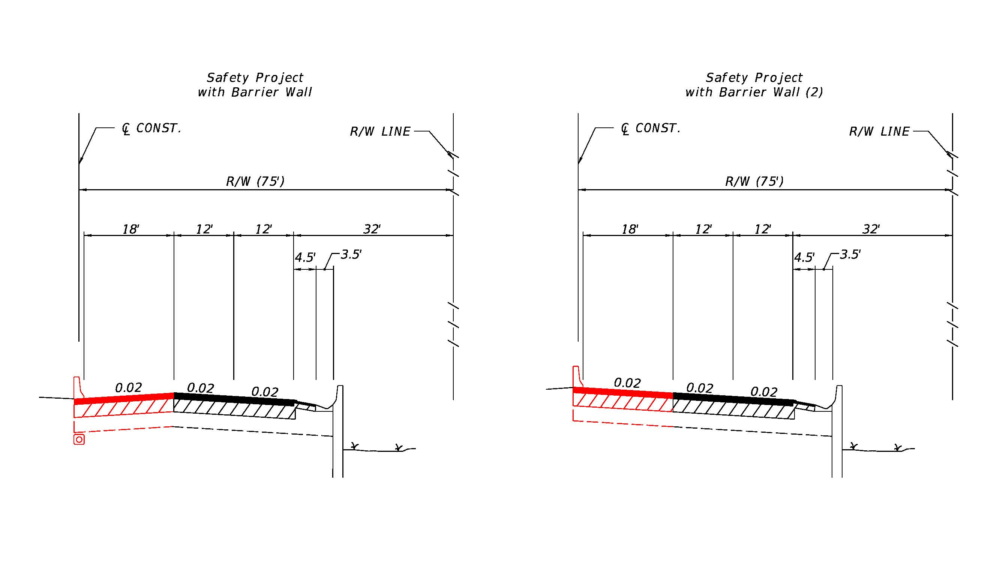 Safety Project
with Barrier Wall
℄ CONST.
R/W LINE
R/W (75')
18' 12' 12' 32'
4.5' 3.5'
0.02 0.02 0.02
Safety Project
with Barrier Wall (2)
℄ CONST.
R/W LINE
R/W (75')
18' 12' 12' 32'
4.5' 3.5'
0.02 0.02 0.02